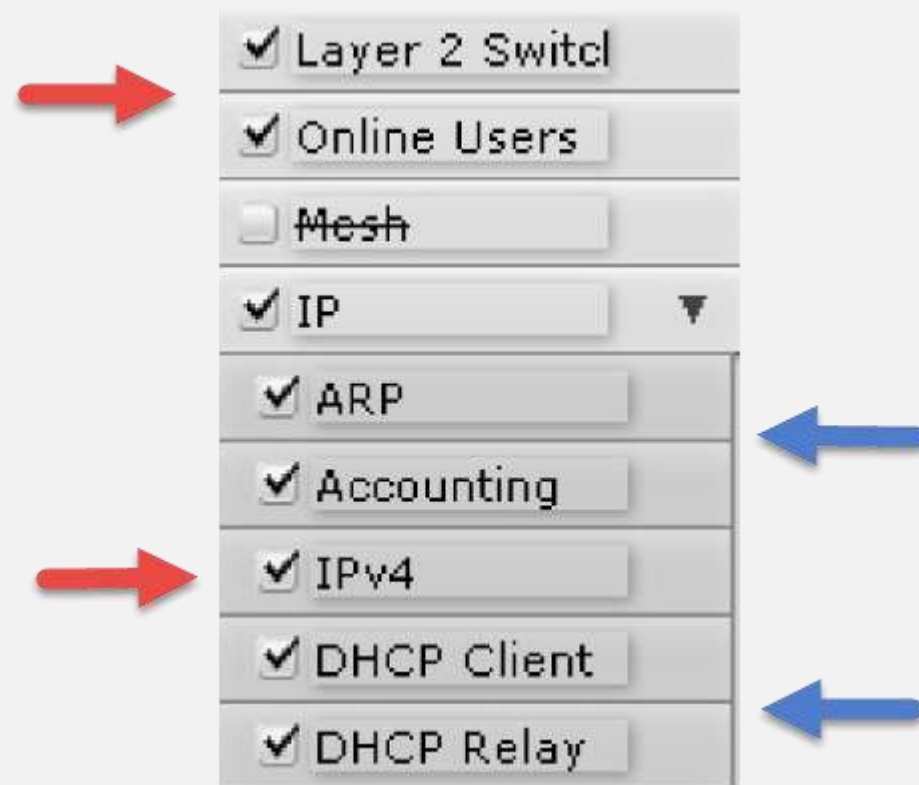 Layer 2 Switcl
Online Users
Mesh
IP
ARP
Accounting
IPv4
DHCP Client
DHCP Relay